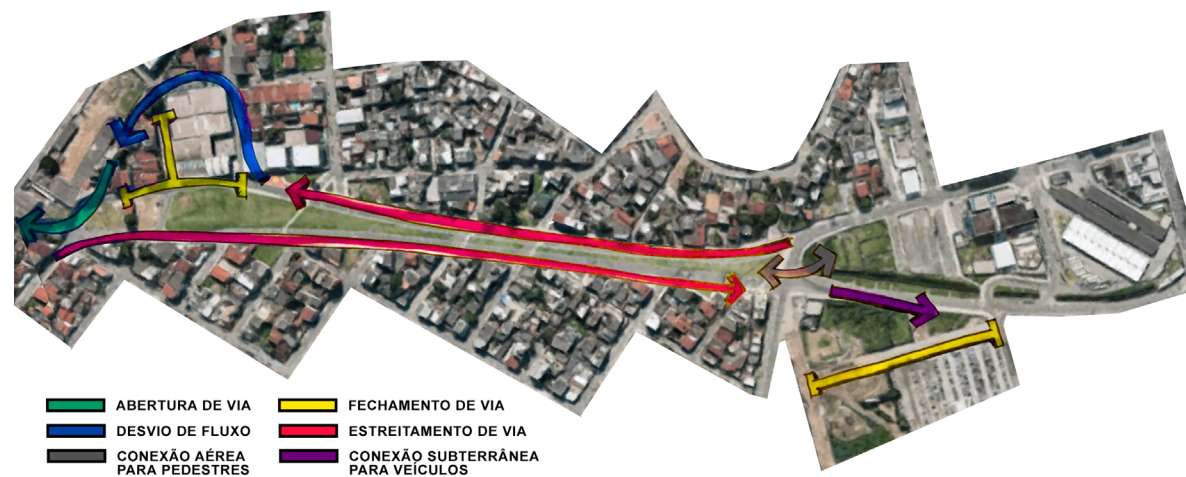 ABERTURA DE VIA
FECHAMENTO DE VIA
DESVIO DE FLUXO
ESTREITAMENTO DE VIA
CONEXÃO AÉREA
PARA PEDESTRES
CONEXÃO SUBTERRÂNEA
PARA VEÍCULOS